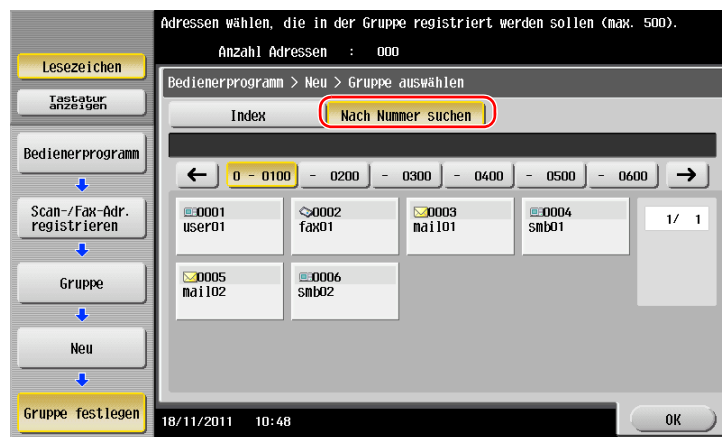 Adressen wählen, die in der Gruppe registriert werden sollen (max. 500).
Anzahl Adressen : 000
Lesezeichen
Tastatur
anzeigen
Bedienerprogramm
Scan-/Fax-Adr.
registrieren
Gruppe
Neu
Gruppe festlegen
Bedienerprogramm > Neu > Gruppe auswählen
Index
Nach Nummer suchen
← 0 - 0100 - 0200 - 0300 - 0400 - 0500 - 0600 →
0001 0002 0003 0004
user01 fax01 mail01 smb01
1/ 1
0005 0006
mail02 smb02
18/11/2011 10:48
OK